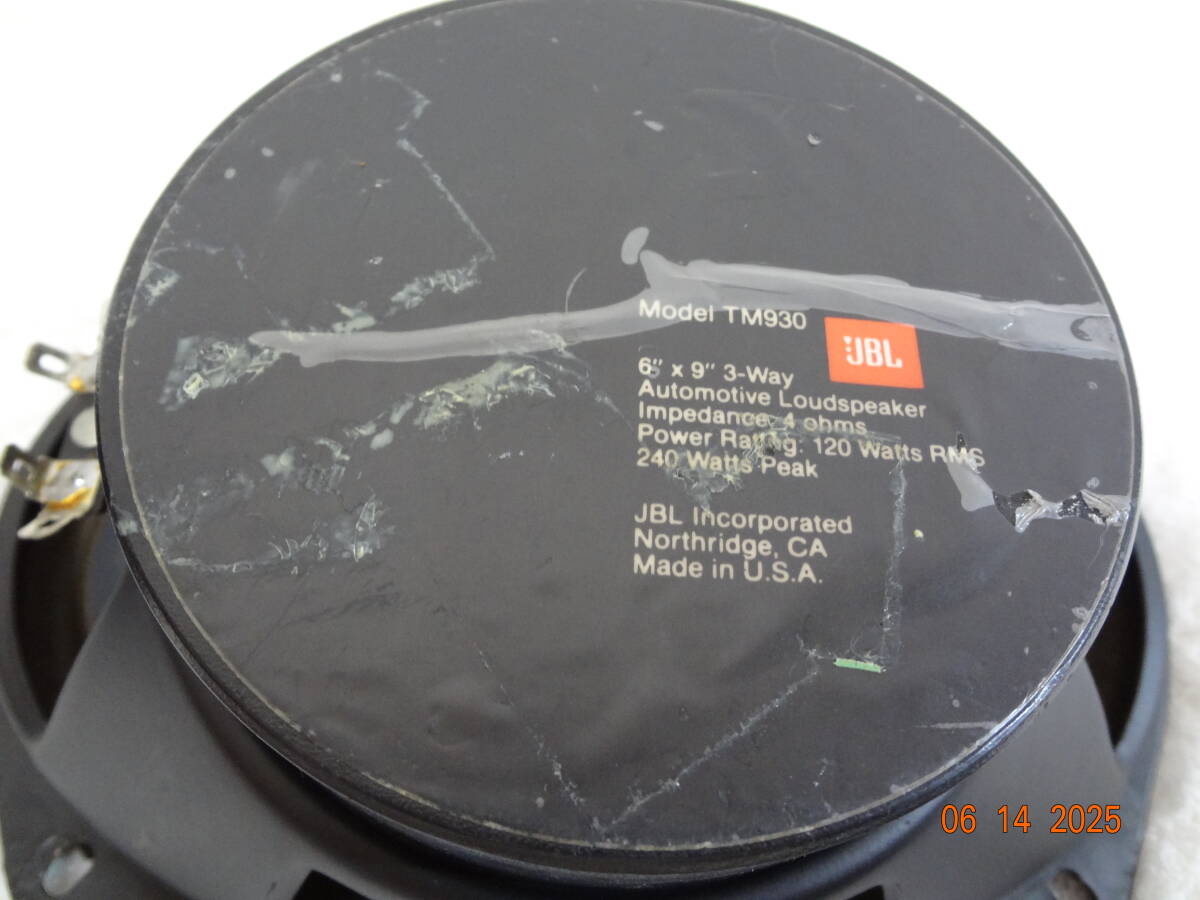 Model TM930
JBL
6" x 9" 3-Way
Automotive Loudspeaker
Impedance: 4 ohms
Power Rating: 120 Watts RMS
240 Watts Peak
JBL Incorporated
Northridge, CA
Made in U.S.A.
06 14 2025